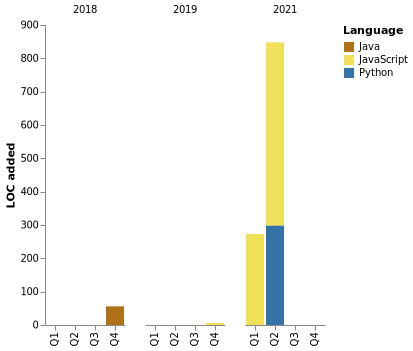 2018 2019 2021
Language
Java
JavaScript
Python
LOC added
900
800
700
600
500
400
300
200
100
0
Q1 Q2 Q3 Q4 Q1 Q2 Q3 Q4 Q1 Q2 Q3 Q4